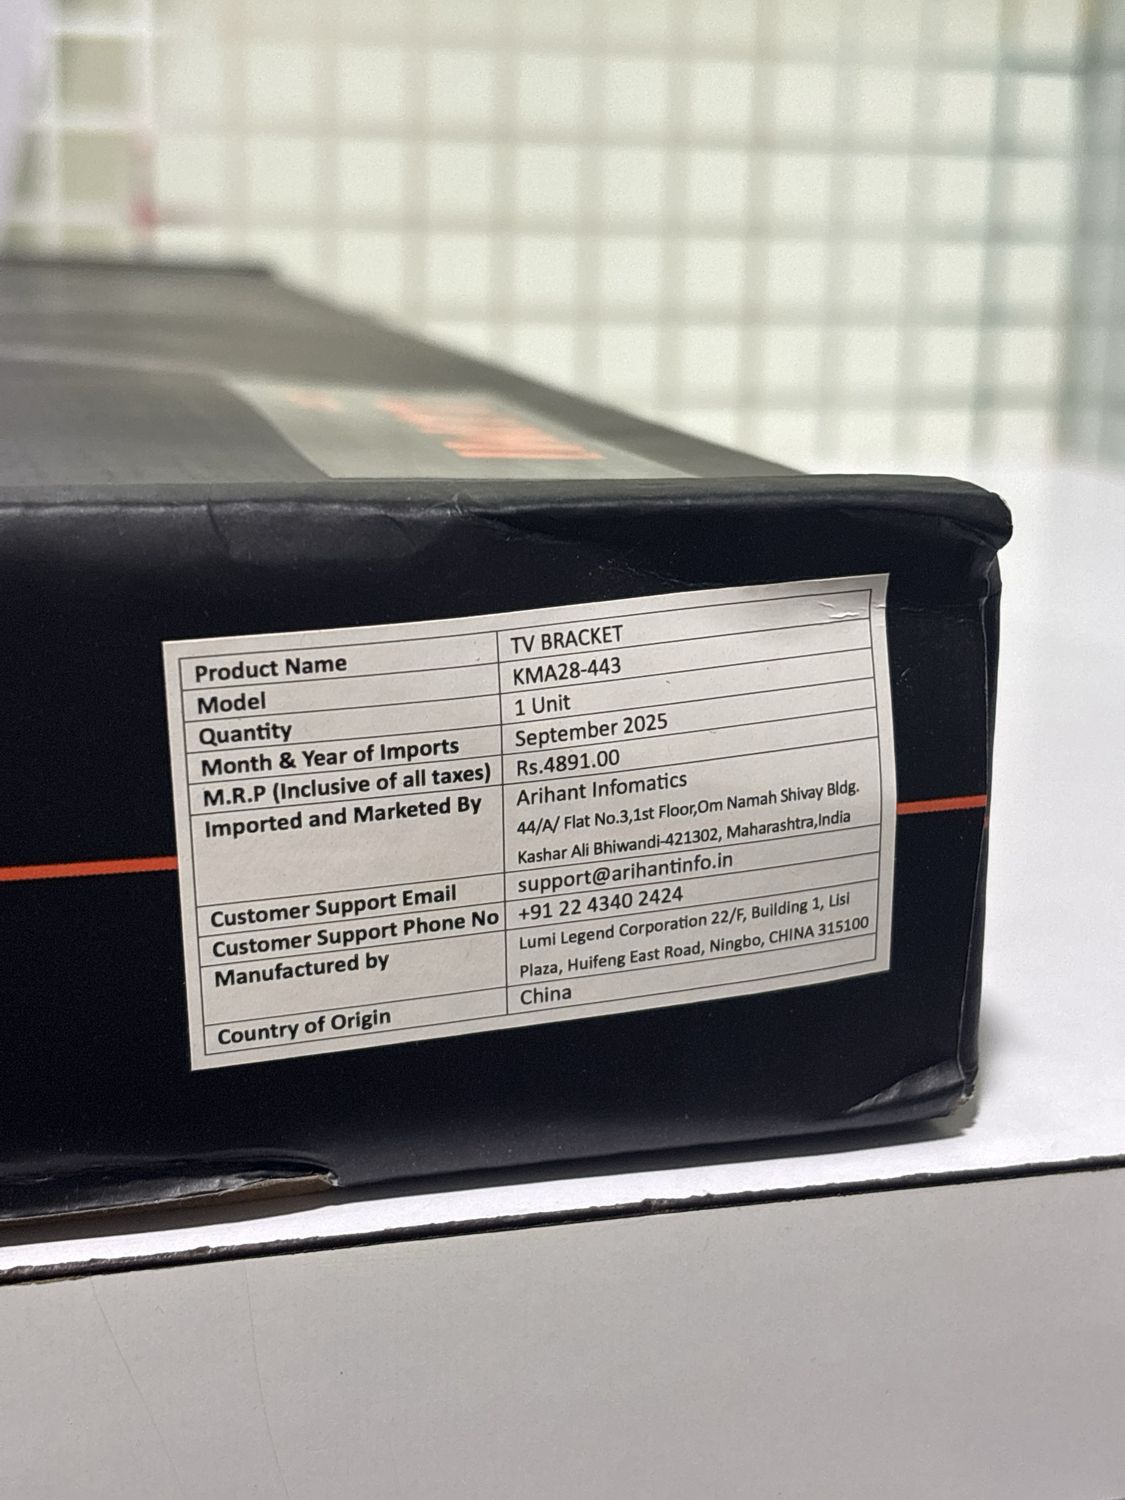 Product Name TV BRACKET
Model KMA28-443
Quantity 1 Unit
Month & Year of Imports September 2025
M.R.P (Inclusive of all taxes) Rs.4891.00
Imported and Marketed By Arihant Infomatics
44/A/ Flat No.3,1st Floor,Om Namah Shivay Bldg.
Kashar Ali Bhiwandi-421302, Maharashtra,India
Customer Support Email support@arihantinfo.in
Customer Support Phone No +91 22 4340 2424
Manufactured by Lumi Legend Corporation 22/F, Building 1, Lisi
Plaza, Huifeng East Road, Ningbo, CHINA 315100
Country of Origin China